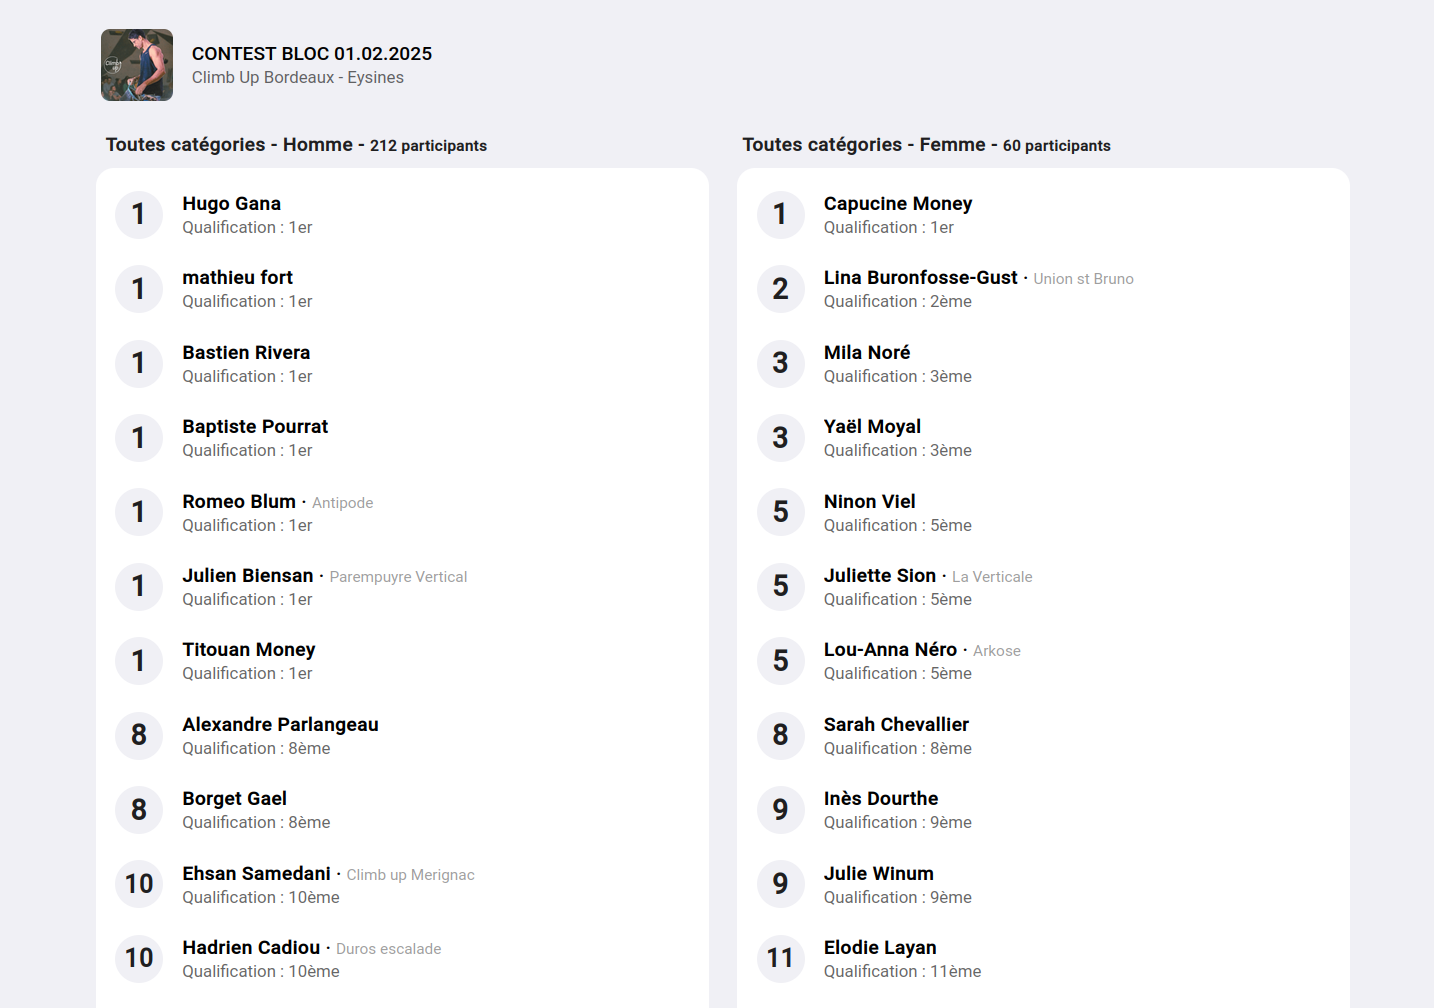 CONTEST BLOC 01.02.2025
Climb Up Bordeaux - Eysines
Toutes catégories - Homme - 212 participants
1
Hugo Gana
Qualification : 1er
1
mathieu fort
Qualification : 1er
1
Bastien Rivera
Qualification : 1er
1
Baptiste Pourrat
Qualification : 1er
1
Romeo Blum · Antipode
Qualification : 1er
1
Julien Biensan · Parempuyre Vertical
Qualification : 1er
1
Titouan Money
Qualification : 1er
8
Alexandre Parlangeau
Qualification : 8ème
8
Borget Gael
Qualification : 8ème
10
Ehsan Samedani · Climb up Merignac
Qualification : 10ème
10
Hadrien Cadiou · Duros escalade
Qualification : 10ème
Toutes catégories - Femme - 60 participants
1
Capucine Money
Qualification : 1er
2
Lina Buronfosse-Gust · Union st Bruno
Qualification : 2ème
3
Mila Noré
Qualification : 3ème
3
Yaël Moyal
Qualification : 3ème
5
Ninon Viel
Qualification : 5ème
5
Juliette Sion · La Verticale
Qualification : 5ème
5
Lou-Anna Néro · Arkose
Qualification : 5ème
8
Sarah Chevallier
Qualification : 8ème
9
Inès Dourthe
Qualification : 9ème
9
Julie Winum
Qualification : 9ème
11
Elodie Layan
Qualification : 11ème